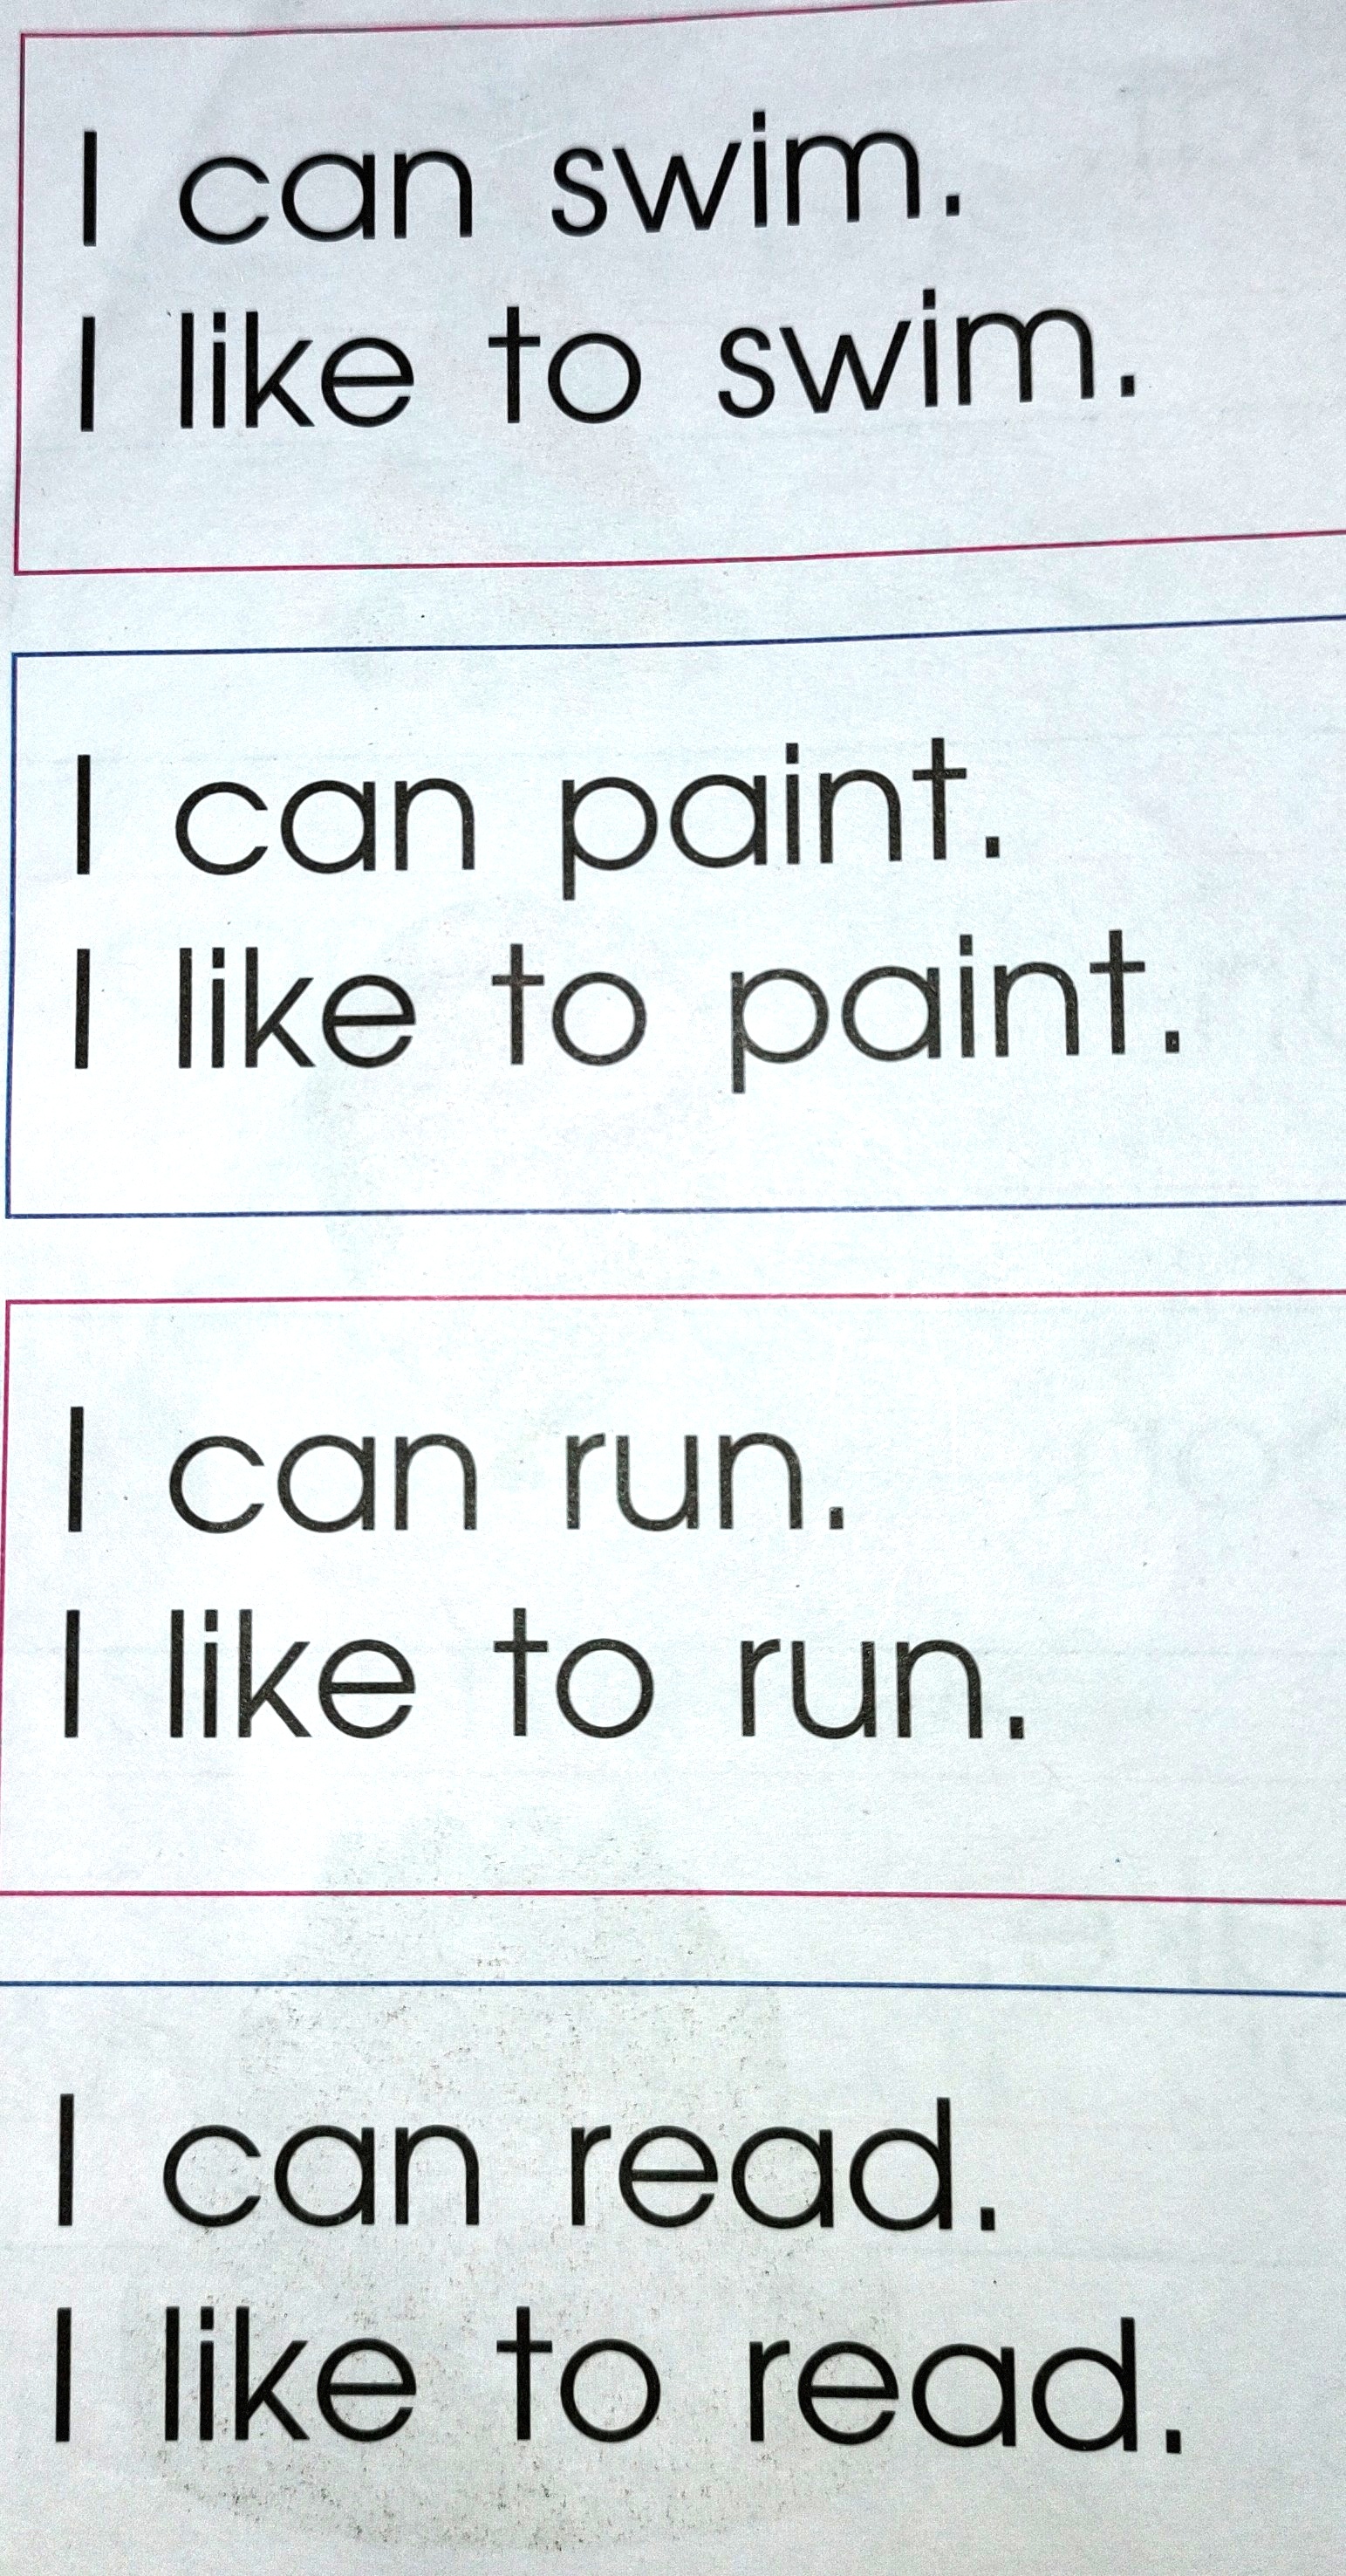 I can swim.
I like to swim.
I can paint.
I like to paint.
I can run.
I like to run.
I can read.
I like to read.